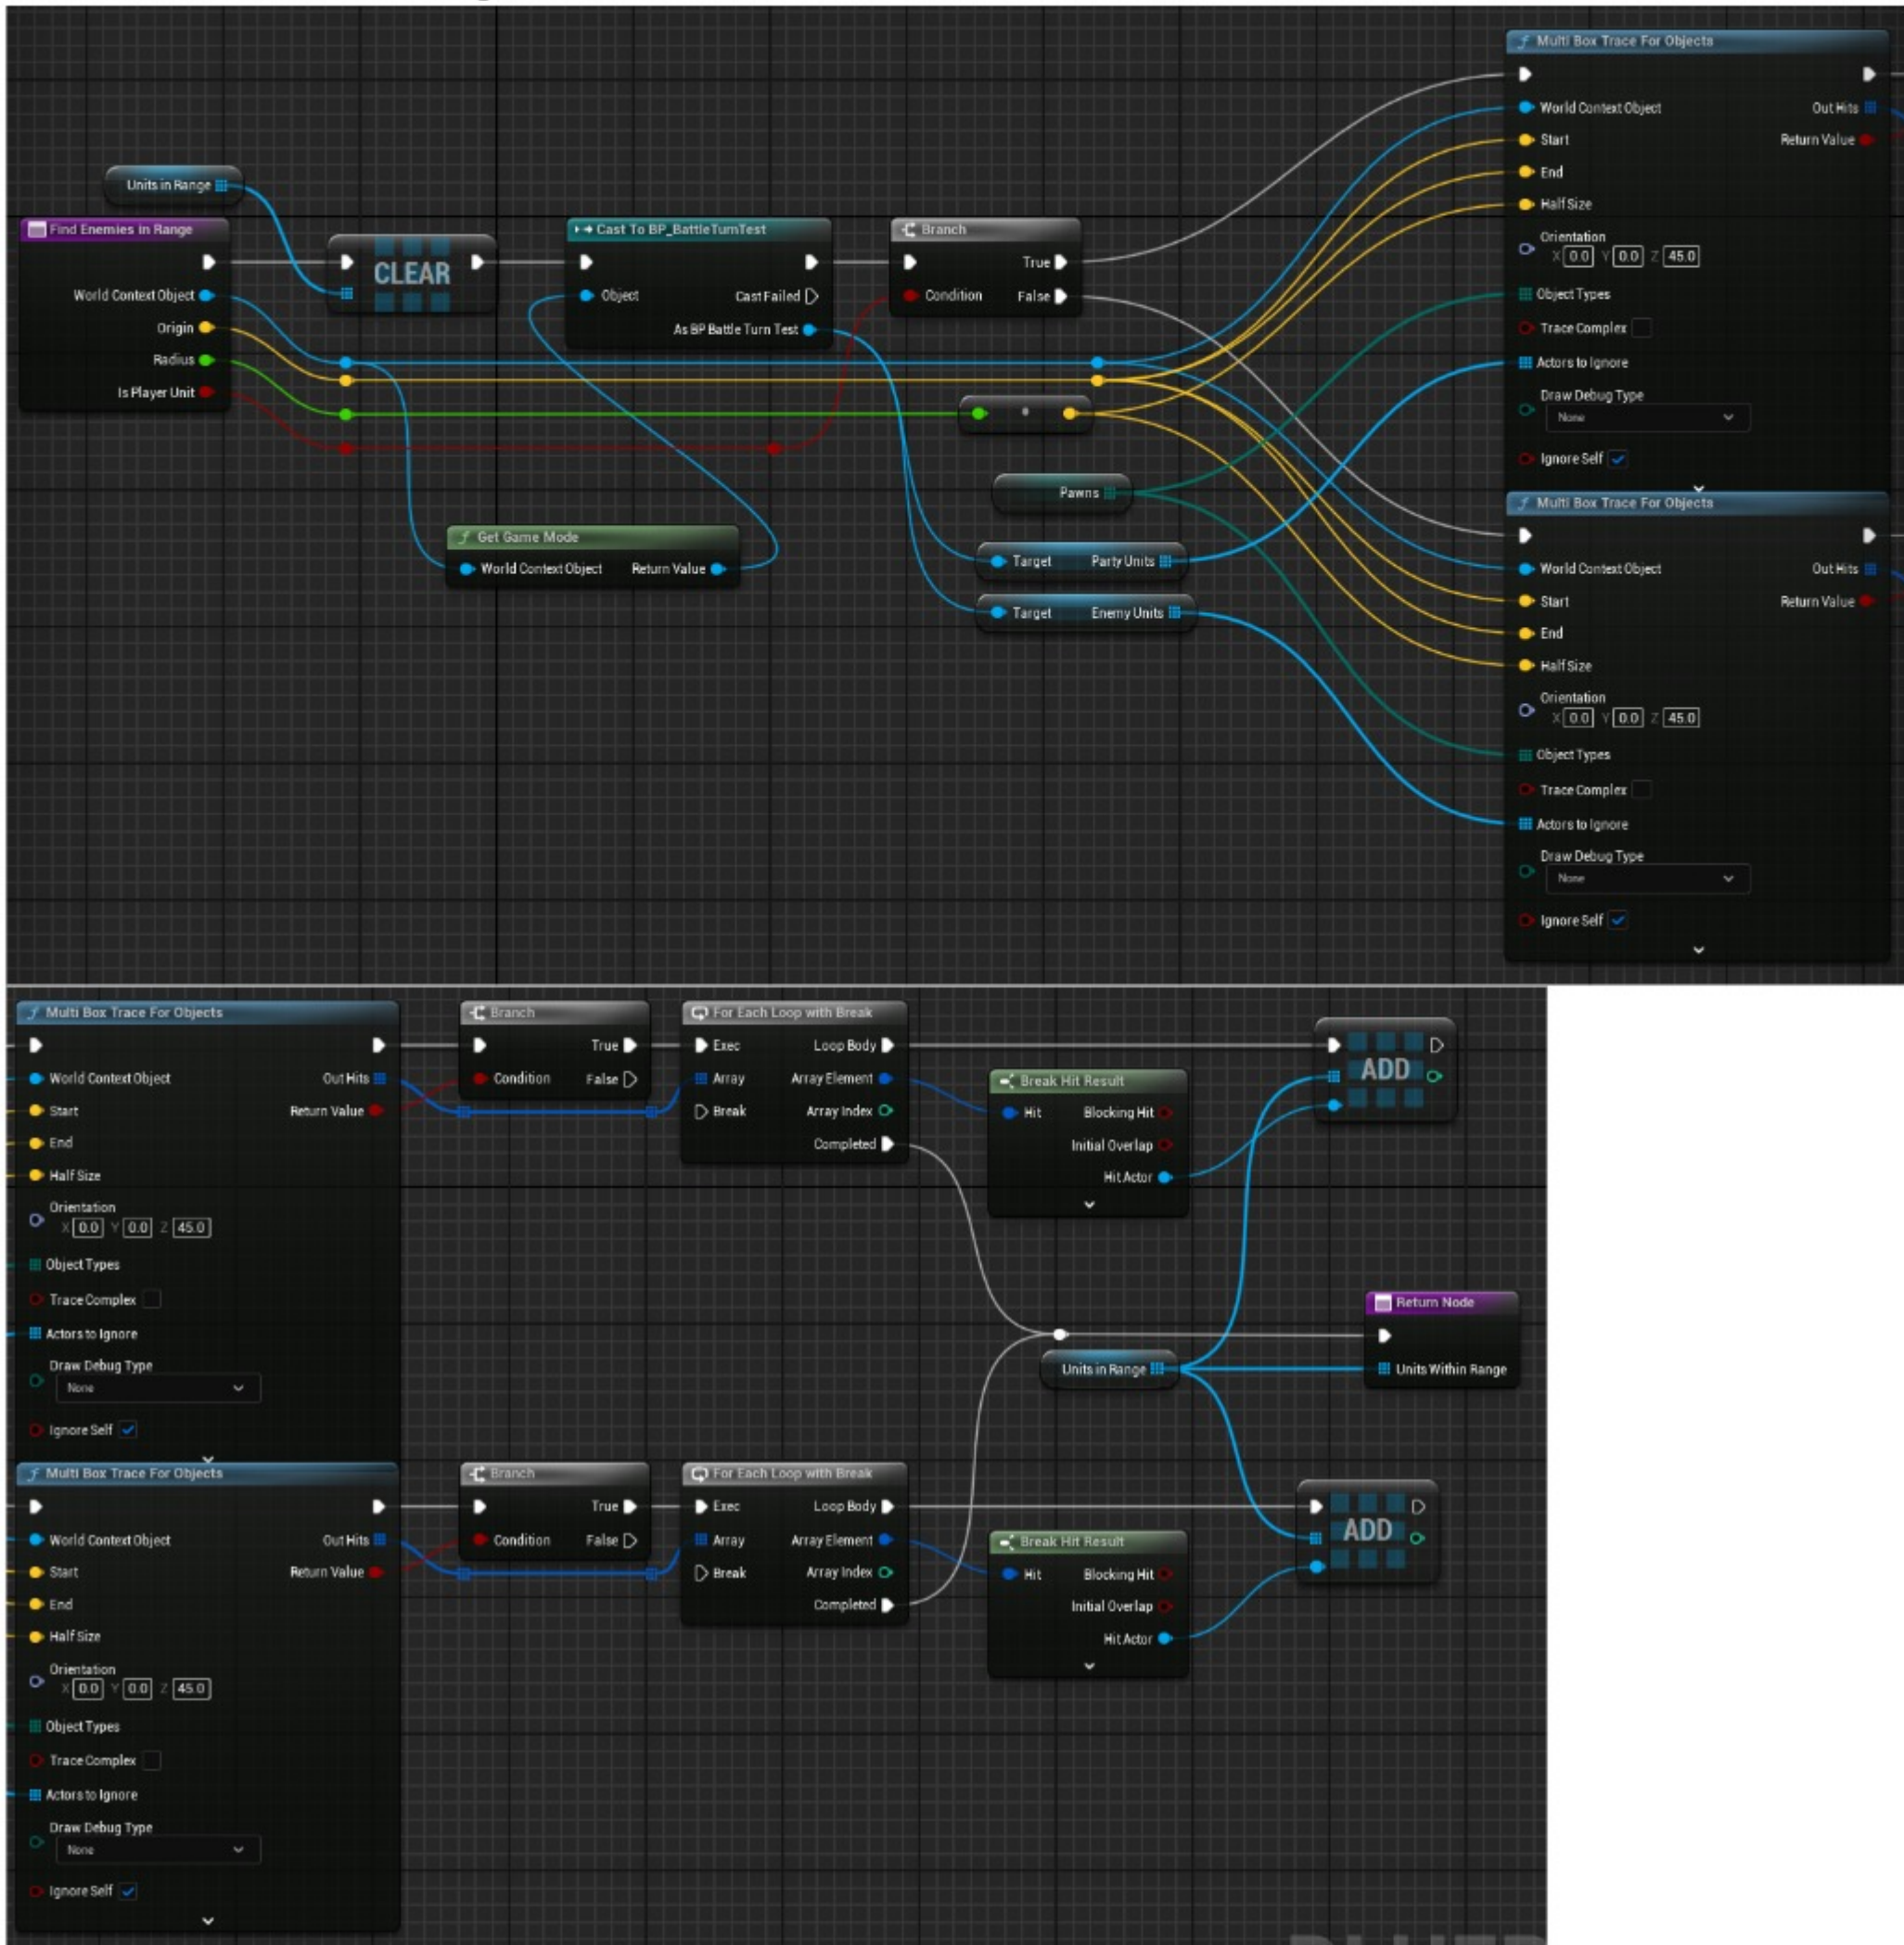 Multi Box Trace For Objects
World Context Object
Out Hits
Start
Return Value
End
Half Size
Orientation
X 0.0 Y 0.0 Z 45.0
Object Types
Trace Complex
Actors to Ignore
Draw Debug Type
None
Ignore Self
Units in Range
Find Enemies in Range
World Context Object
Origin
Radius
Is Player Unit
CLEAR
Cast To BP_BattleTurnTest
Object
Cast Failed
As BP Battle Turn Test
Branch
True
Condition
False
Pawns
Get Game Mode
World Context Object
Return Value
Target
Party Units
Target
Enemy Units
Multi Box Trace For Objects
World Context Object
Out Hits
Start
Return Value
End
Half Size
Orientation
X 0.0 Y 0.0 Z 45.0
Object Types
Trace Complex
Actors to Ignore
Draw Debug Type
None
Ignore Self
Multi Box Trace For Objects
World Context Object
Out Hits
Start
Return Value
End
Half Size
Orientation
X 0.0 Y 0.0 Z 45.0
Object Types
Trace Complex
Actors to Ignore
Draw Debug Type
None
Ignore Self
Branch
True
Condition
False
For Each Loop with Break
Exec
Loop Body
Array
Array Element
Break
Array Index
Completed
Break Hit Result
Hit
Blocking Hit
Initial Overlap
Hit Actor
ADD
Return Node
Units Within Range
Units in Range
Multi Box Trace For Objects
World Context Object
Out Hits
Start
Return Value
End
Half Size
Orientation
X 0.0 Y 0.0 Z 45.0
Object Types
Trace Complex
Actors to Ignore
Draw Debug Type
None
Ignore Self
Branch
True
Condition
False
For Each Loop with Break
Exec
Loop Body
Array
Array Element
Break
Array Index
Completed
Break Hit Result
Hit
Blocking Hit
Initial Overlap
Hit Actor
ADD